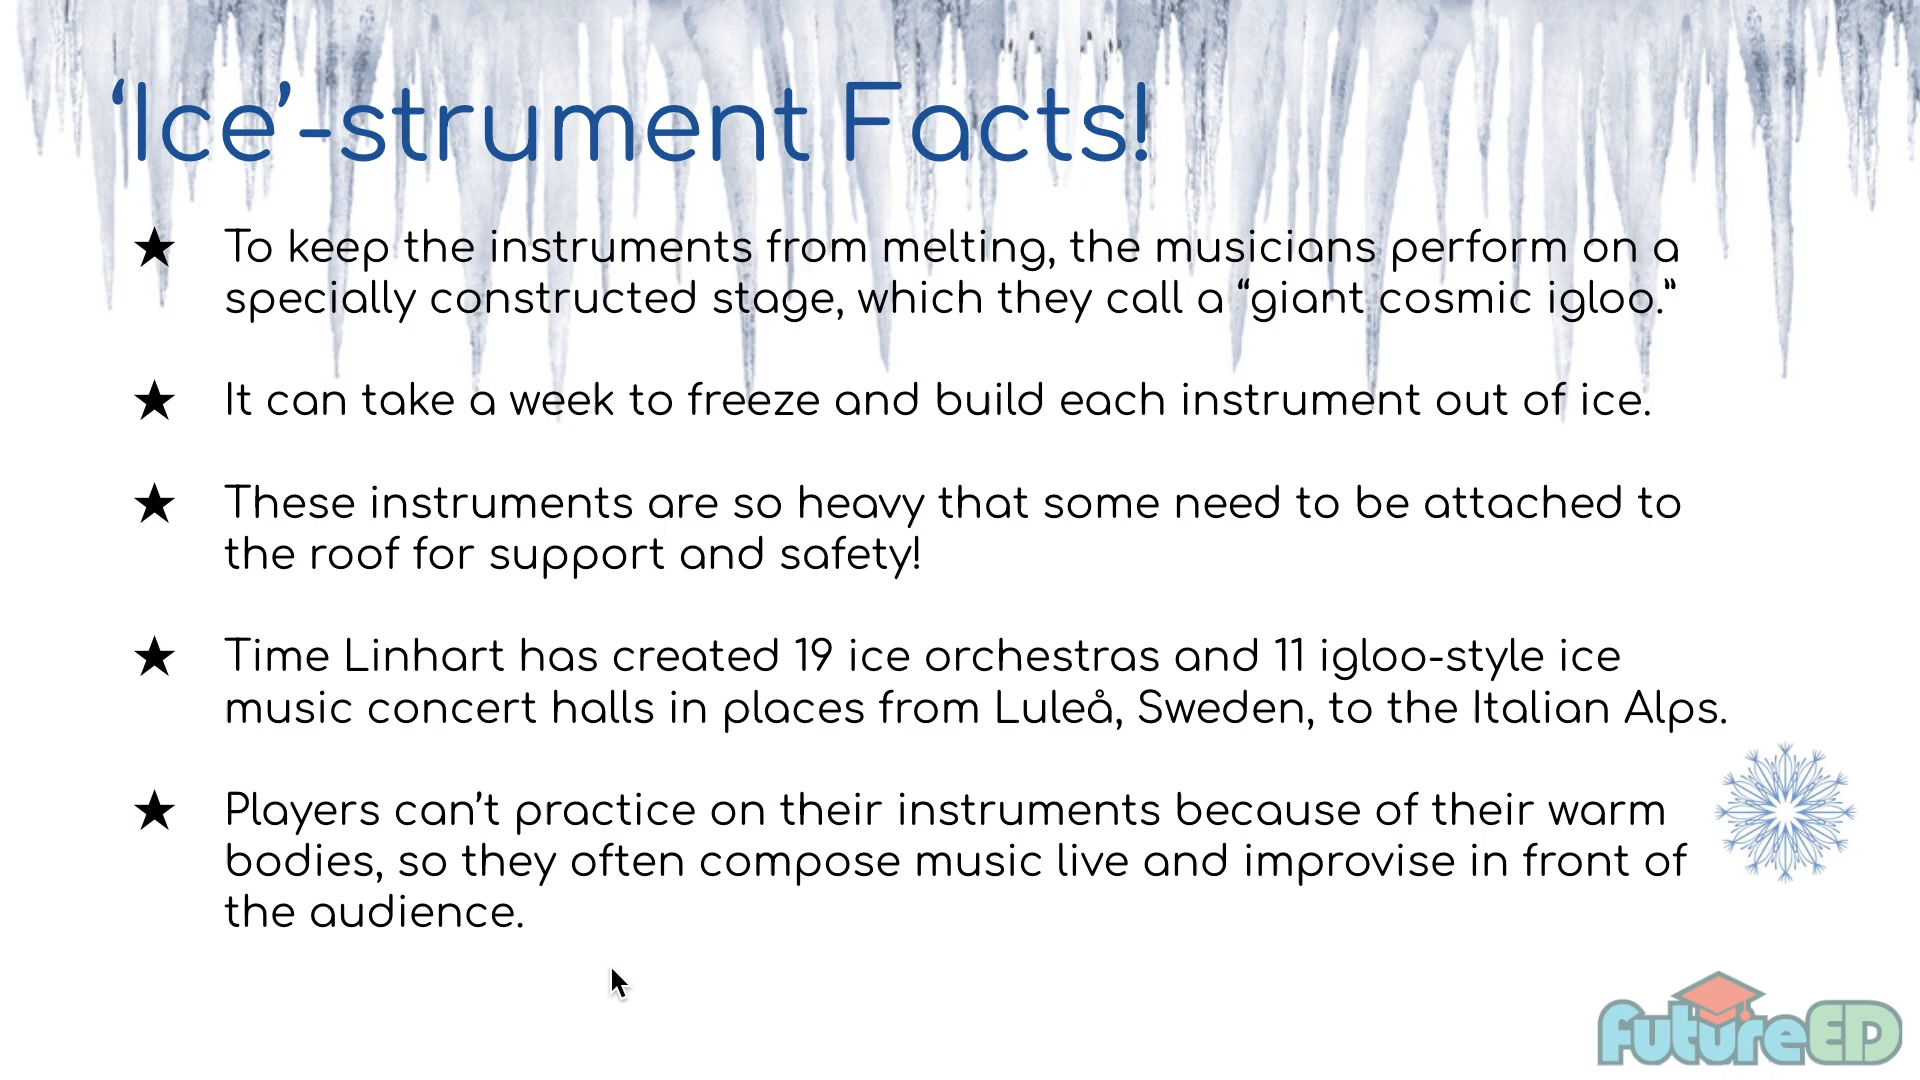 ‘Ice’-strument Facts!
★ To keep the instruments from melting, the musicians perform on a
specially constructed stage, which they call a “giant cosmic igloo.”
★ It can take a week to freeze and build each instrument out of ice.
★ These instruments are so heavy that some need to be attached to
the roof for support and safety!
★ Time Linhart has created 19 ice orchestras and 11 igloo-style ice
music concert halls in places from Luleå, Sweden, to the Italian Alps.
★ Players can’t practice on their instruments because of their warm
bodies, so they often compose music live and improvise in front of
the audience.
FutureED